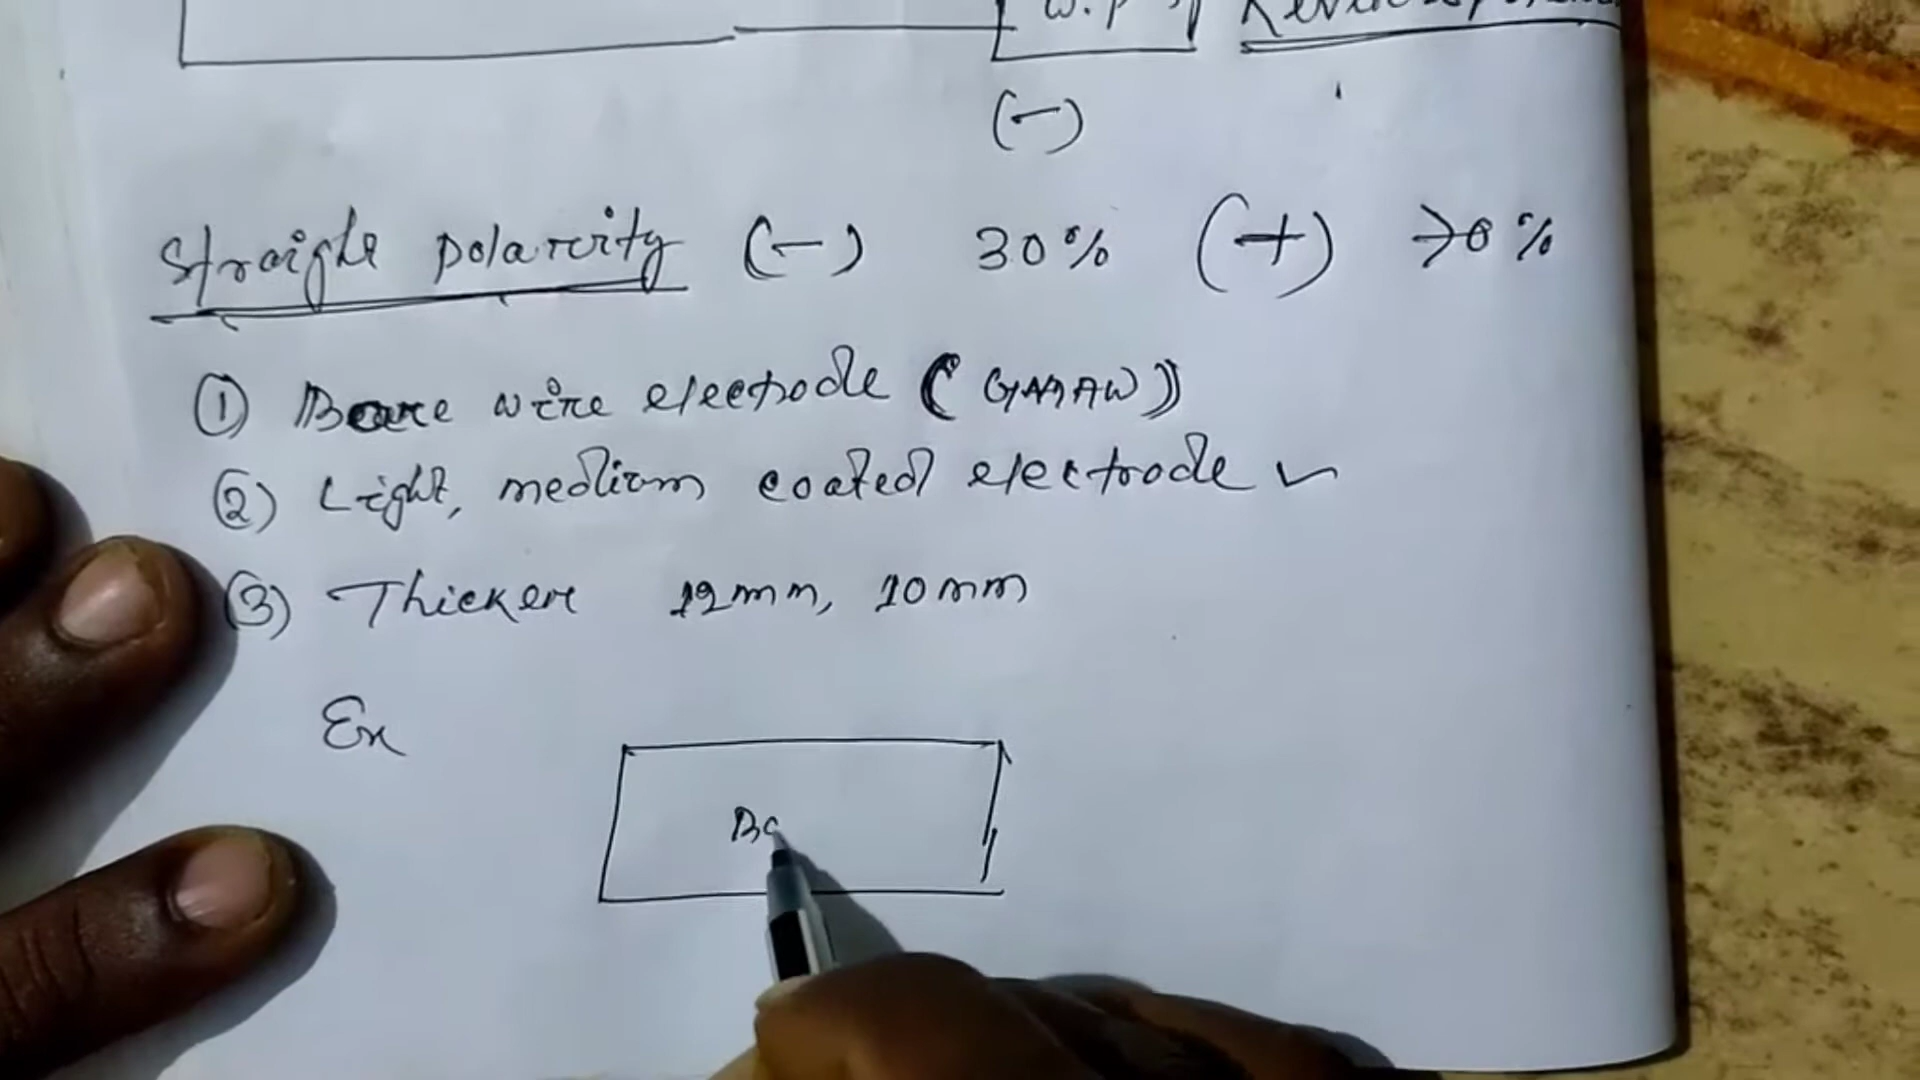 W.P
(-)
Straight polarity (-) 30% (+) 70%
① Bare wire electrode (GMAW)
② Light, medium coated electrode ✓
③ Thicker 12mm, 10mm
Ex
Ba